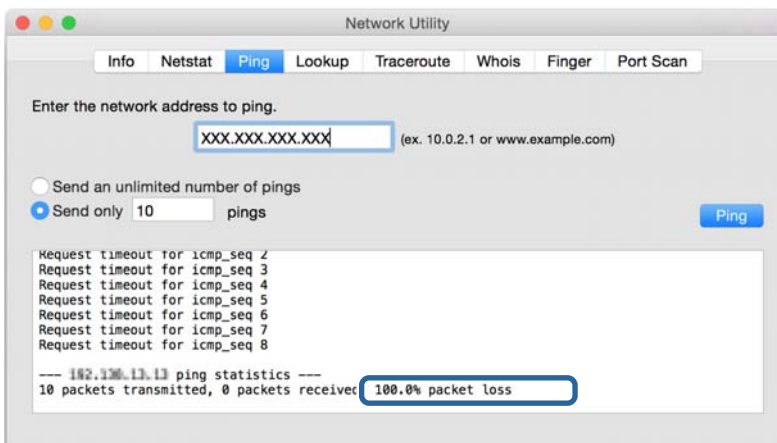 Network Utility
Info Netstat Ping Lookup Traceroute Whois Finger Port Scan
Enter the network address to ping.
XXX.XXX.XXX.XXX (ex. 10.0.2.1 or www.example.com)
Send an unlimited number of pings
Send only 10 pings
Ping
Request timeout for icmp_seq 2
Request timeout for icmp_seq 3
Request timeout for icmp_seq 4
Request timeout for icmp_seq 5
Request timeout for icmp_seq 6
Request timeout for icmp_seq 7
Request timeout for icmp_seq 8
--- ping statistics ---
10 packets transmitted, 0 packets received 100.0% packet loss